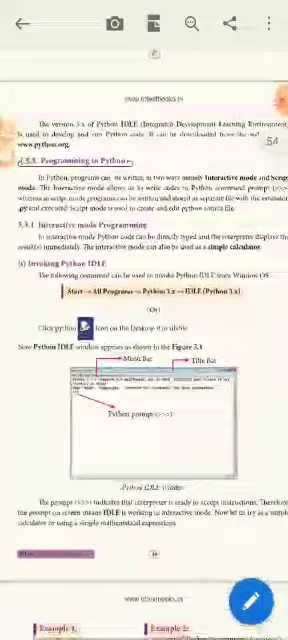 www.tntextbooks.in
The version 3.x of Python IDLE (Integrated Development Learning Environment)
is used to develop and run Python code. It can be downloaded from the
www.python.org.
54
5.3 Programming in Python
In Python, programs can be written in two ways namely Interactive mode and Script
mode. The Interactive mode allows us to write codes in Python command prompt (>>>)
whereas in script mode programs can be written and stored as separate file with the extension
.py and executed. Script mode is used to create and edit python source file.
5.3.1 Interactive mode Programming
In interactive mode Python code can be directly typed and the interpreter displays the
result(s) immediately. The interactive mode can also be used as a simple calculator.
(i) Invoking Python IDLE
The following command can be used to invoke Python IDLE from Window OS.
Start → All Programs → Python 3.x → IDLE (Python 3.x)
(Or)
Click python icon on the Desktop if available.
Now Python IDLE window appears as shown in the Figure 5.1
Menu Bar
Title Bar
Python prompt (>>>)
Python IDLE Window
The prompt (>>>) indicates that Interpreter is ready to accept instructions. Therefore,
the prompt on screen means IDLE is working in interactive mode. Now let us try as a simple
calculator by using a simple mathematical expressions.
www.tntextbooks.in
Example 1:
Example 2: